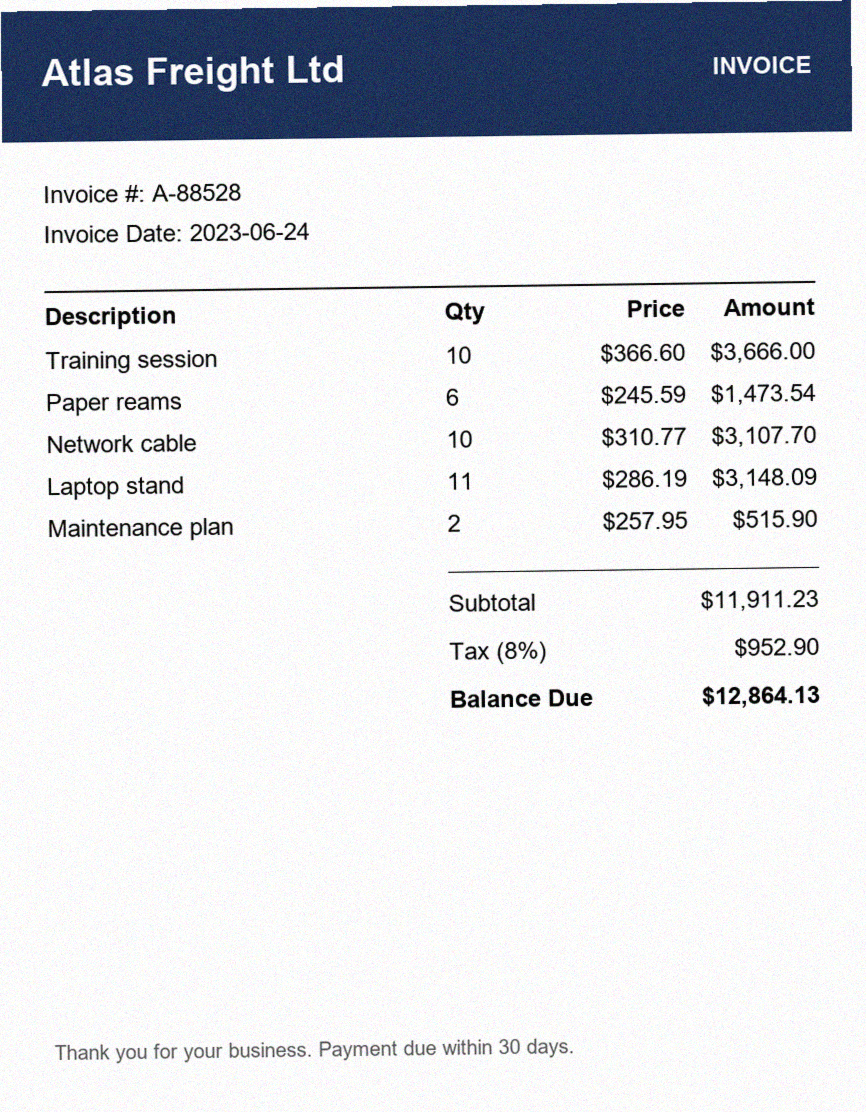 Atlas Freight Ltd INVOICE
Invoice #: A-88528
Invoice Date: 2023-06-24
Description Qty Price Amount
Training session 10 $366.60 $3,666.00
Paper reams 6 $245.59 $1,473.54
Network cable 10 $310.77 $3,107.70
Laptop stand 11 $286.19 $3,148.09
Maintenance plan 2 $257.95 $515.90
Subtotal $11,911.23
Tax (8%) $952.90
Balance Due $12,864.13
Thank you for your business. Payment due within 30 days.